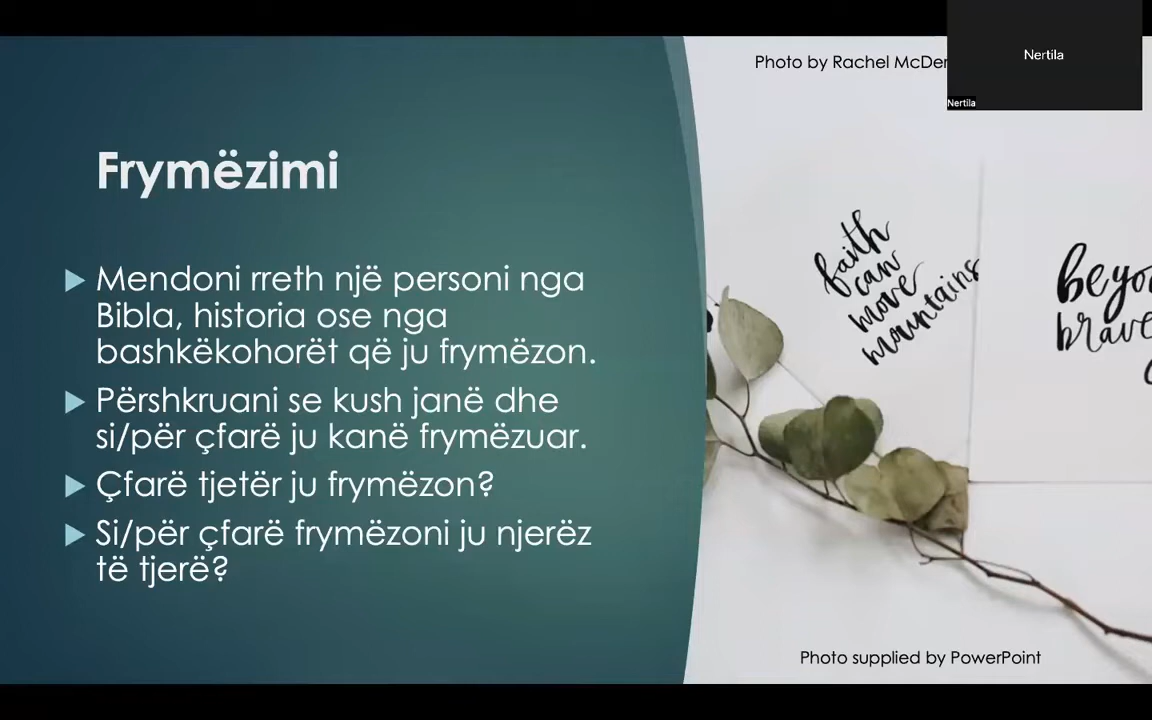 Photo by Rachel
Nertila
Nertila
Frymëzimi
Mendoni rreth një personi nga
Bibla, historia ose nga
bashkëkohorët që ju frymëzon.
Përshkruani se kush janë dhe
si/për çfarë ju kanë frymëzuar.
Çfarë tjetër ju frymëzon?
Si/për çfarë frymëzoni ju njerëz
të tjerë?
faith
can
move
mountains
Photo supplied by PowerPoint